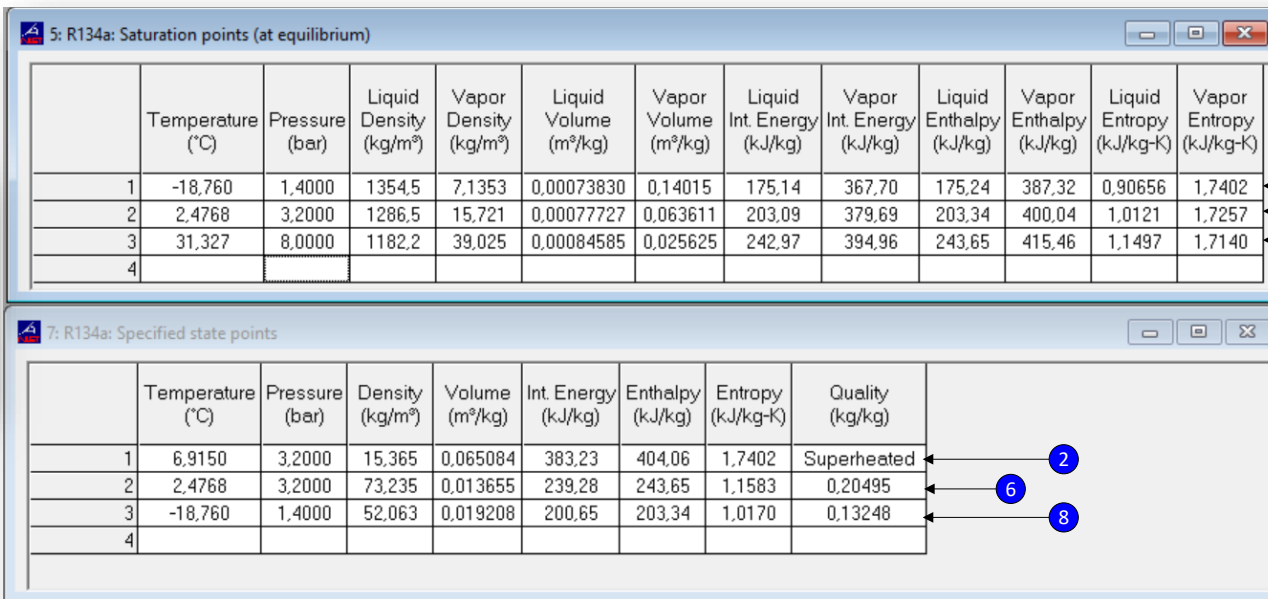 5: R134a: Saturation points (at equilibrium)
Temperature (°C) Pressure (bar) Liquid Density (kg/m³) Vapor Density (kg/m³) Liquid Volume (m³/kg) Vapor Volume (m³/kg) Liquid Int. Energy (kJ/kg) Vapor Int. Energy (kJ/kg) Liquid Enthalpy (kJ/kg) Vapor Enthalpy (kJ/kg) Liquid Entropy (kJ/kg-K) Vapor Entropy (kJ/kg-K)
1 -18,760 1,4000 1354,5 7,1353 0,00073830 0,14015 175,14 367,70 175,24 387,32 0,90656 1,7402
2 2,4768 3,2000 1286,5 15,721 0,00077727 0,063611 203,09 379,69 203,34 400,04 1,0121 1,7257
3 31,327 8,0000 1182,2 39,025 0,00084585 0,025625 242,97 394,96 243,65 415,46 1,1497 1,7140
4
7: R134a: Specified state points
Temperature (°C) Pressure (bar) Density (kg/m³) Volume (m³/kg) Int. Energy (kJ/kg) Enthalpy (kJ/kg) Entropy (kJ/kg-K) Quality (kg/kg)
1 6,9150 3,2000 15,365 0,065084 383,23 404,06 1,7402 Superheated 2
2 2,4768 3,2000 73,235 0,013655 239,28 243,65 1,1583 0,20495 6
3 -18,760 1,4000 52,063 0,019208 200,65 203,34 1,0170 0,13248 8
4